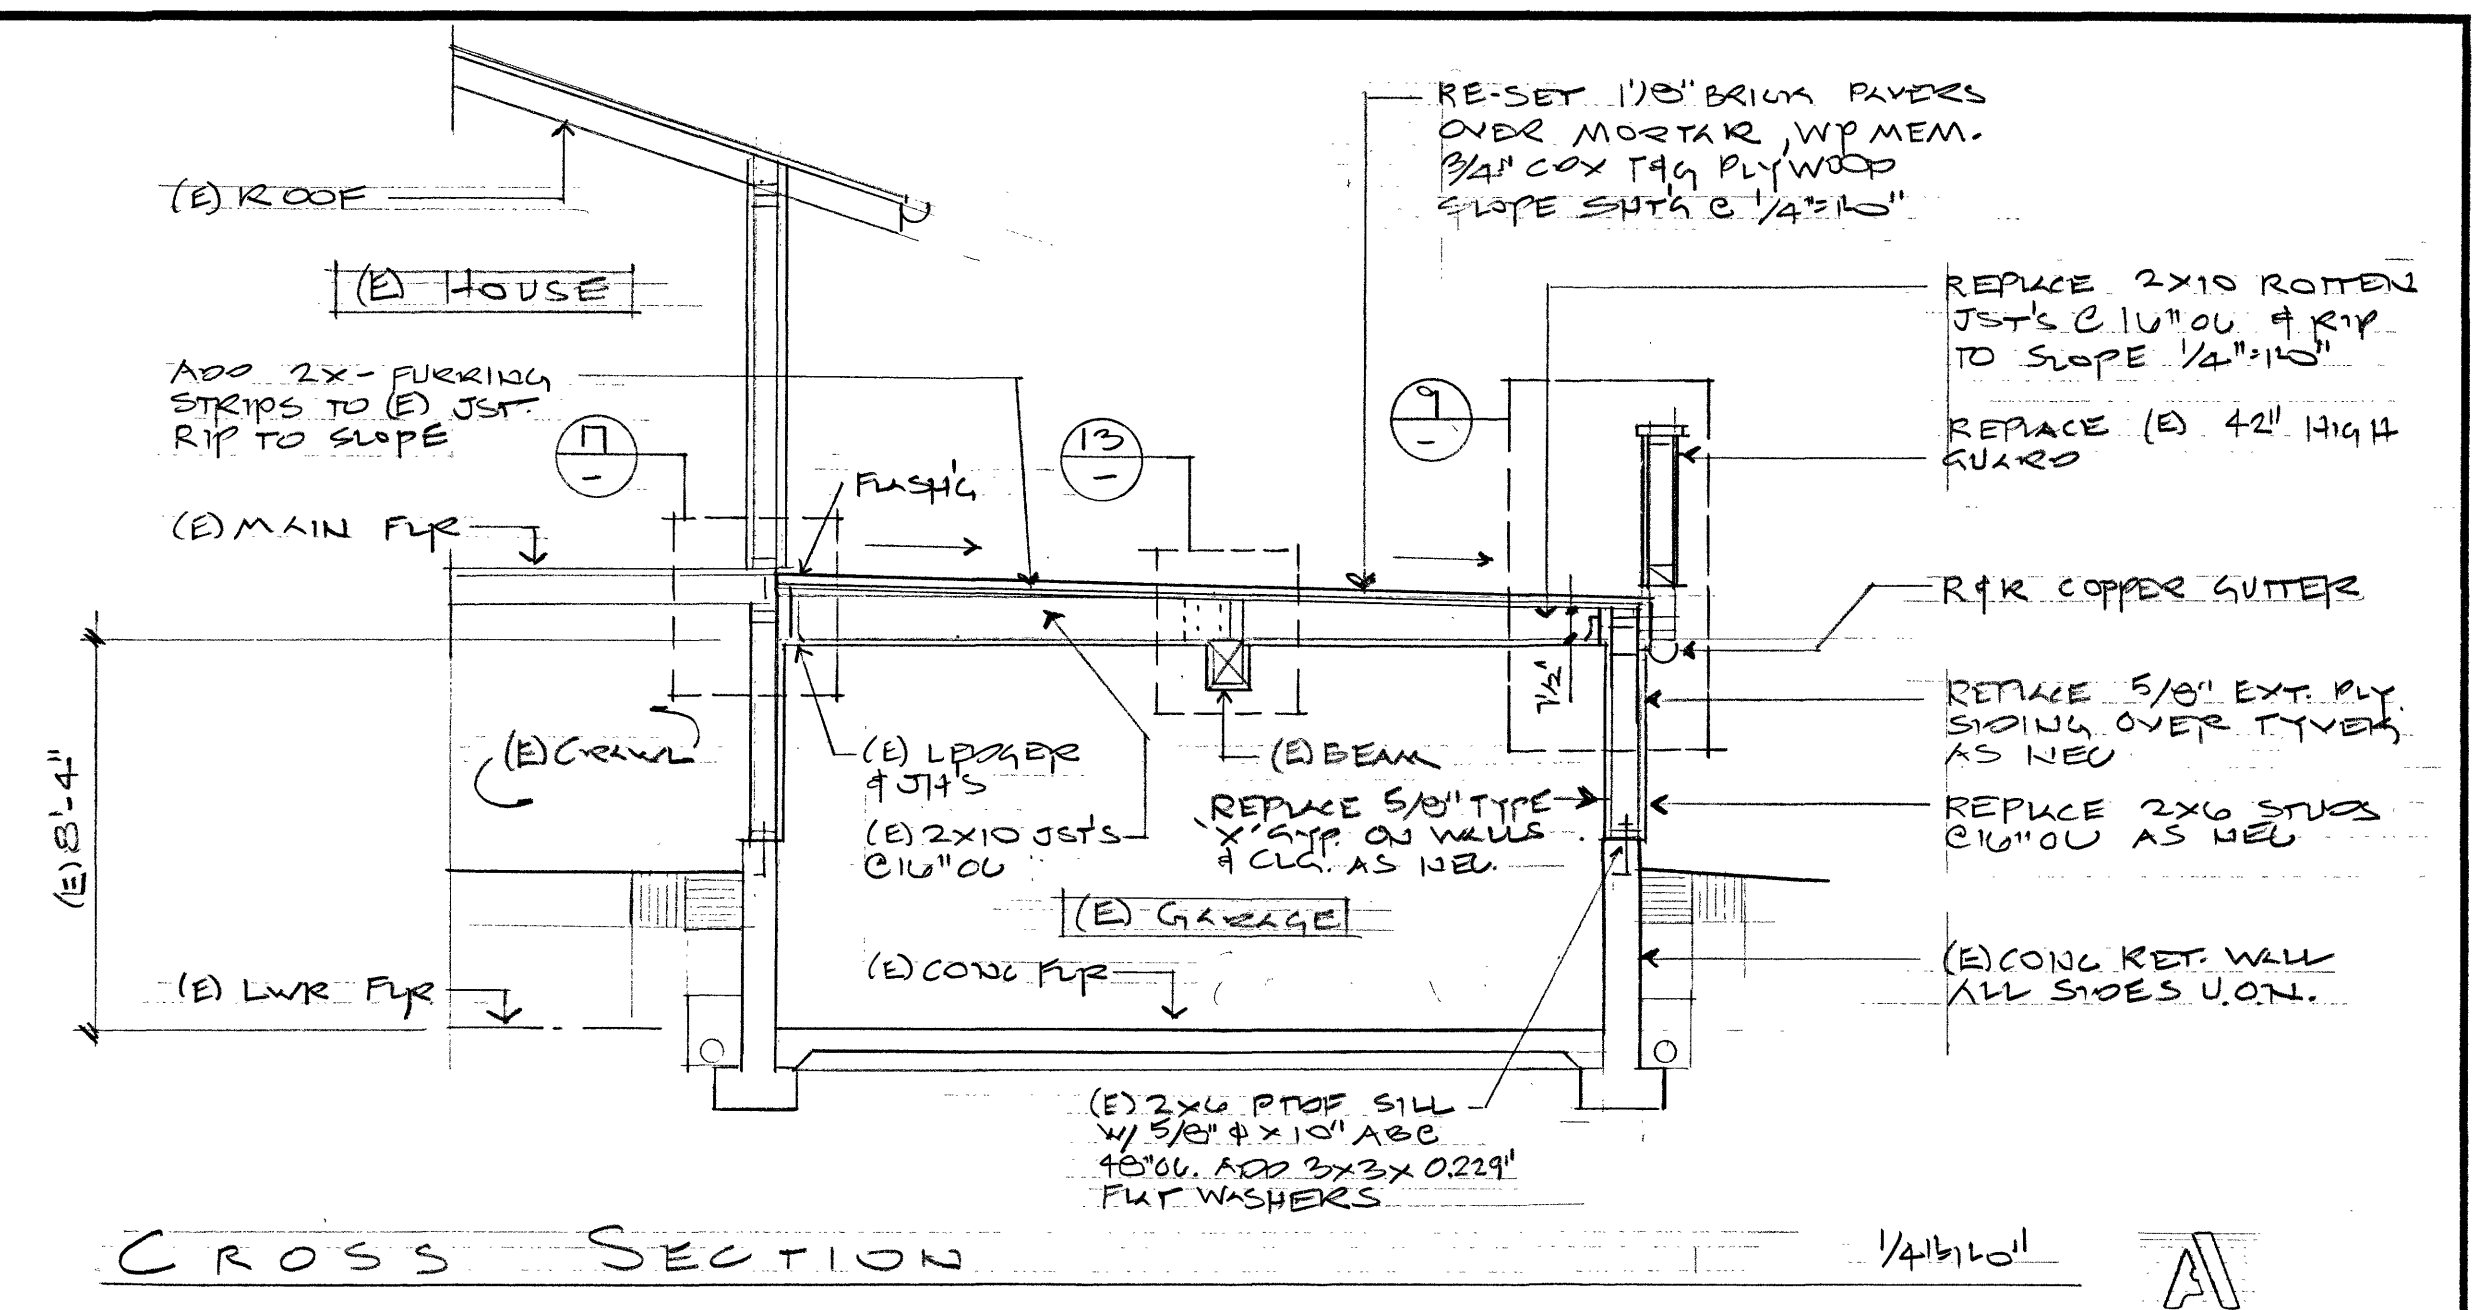 (E) ROOF
(E) HOUSE
ADD 2X- FURRING
STRIPS TO (E) JST.
RIP TO SLOPE
17
-
(E) MAIN FLR
FLASH'G
13
-
9
-
RE-SET 1 1/8" BRICK PAVERS
OVER MORTAR, WP MEM.
3/4" CDX T&G PLYWOOD
SLOPE SHT'G @ 1/4"=1'-0"
REPLACE 2X10 ROTTEN
JST'S @ 16" OC & RIP
TO SLOPE 1/4"=1'-0"
REPLACE (E) 42" HIGH
GUARD
R&R COPPER GUTTER
REPLACE 5/8" EXT. PLY.
SIDING OVER TYVEK,
AS NEC
REPLACE 2X6 STUDS
@ 16" OC AS NEC
(E) CONC RET. WALL
ALL SIDES U.O.N.
7 1/2"
(E) CRAWL
(E) LEDGER
& JH'S
(E) 2X10 JST'S
@ 16" OC
(E) BEAM
REPLACE 5/8" TYPE
'X' GYP. ON WALLS
& CLG. AS NEC.
(E) GARAGE
(E) CONC FLR
(E) 8'-4"
(E) LWR FLR
(E) 2X6 PTDF SILL
W/ 5/8" φ X 10" AB @
48" OC. ADD 3X3X 0.229"
FLAT WASHERS
CROSS SECTION
1/4"=1'-0"
A